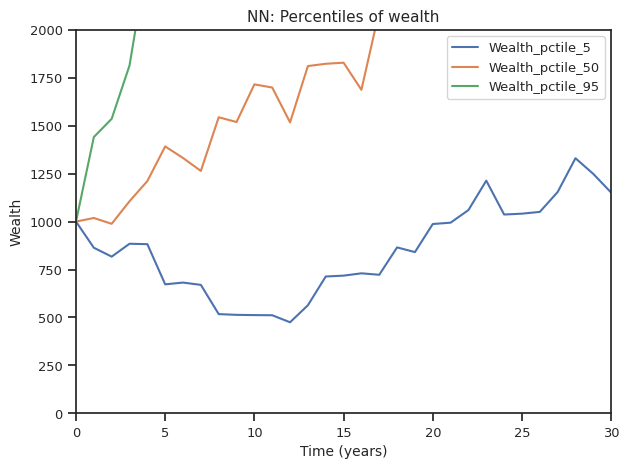 NN: Percentiles of wealth
Wealth_pctile_5
Wealth_pctile_50
Wealth_pctile_95
Wealth
2000
1750
1500
1250
1000
750
500
250
0
0 5 10 15 20 25 30
Time (years)